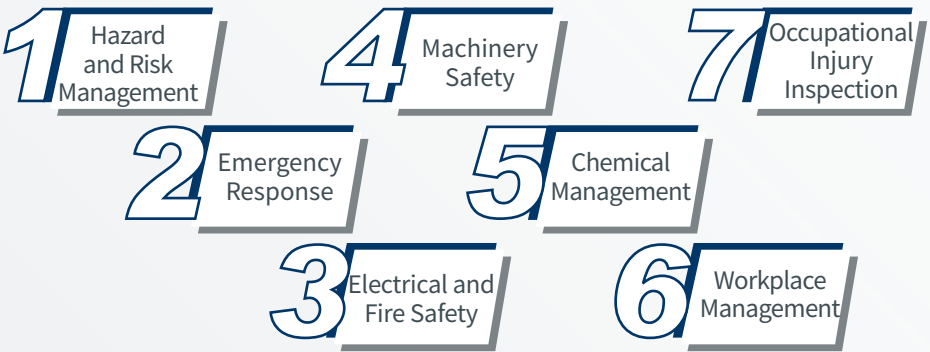 1
Hazard
and Risk
Management
2
Emergency
Response
3
Electrical and
Fire Safety
4
Machinery
Safety
5
Chemical
Management
6
Workplace
Management
7
Occupational
Injury
Inspection